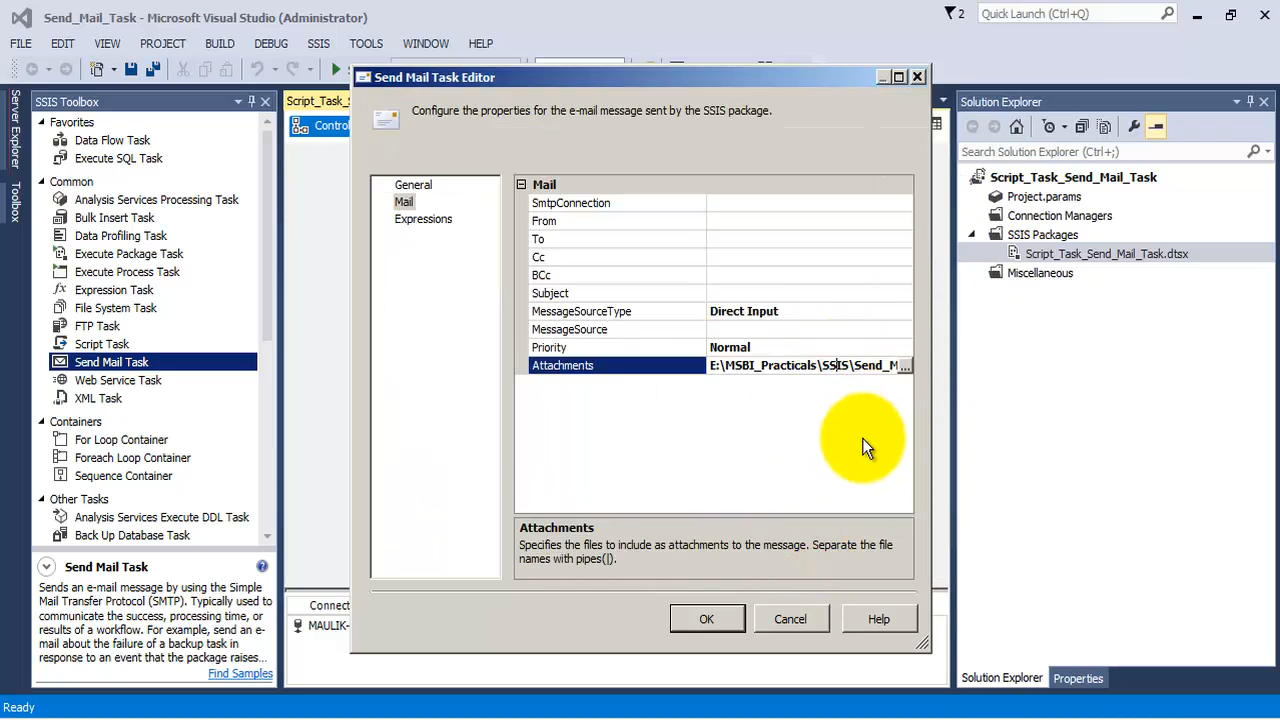 Send_Mail_Task - Microsoft Visual Studio (Administrator)
2
Quick Launch (Ctrl+Q)
FILE EDIT VIEW PROJECT BUILD DEBUG SSIS TOOLS WINDOW HELP
Server Explorer
Toolbox
SSIS Toolbox
Favorites
Data Flow Task
Execute SQL Task
Common
Analysis Services Processing Task
Bulk Insert Task
Data Profiling Task
Execute Package Task
Execute Process Task
Expression Task
File System Task
FTP Task
Script Task
Send Mail Task
Web Service Task
XML Task
Containers
For Loop Container
Foreach Loop Container
Sequence Container
Other Tasks
Analysis Services Execute DDL Task
Back Up Database Task
Send Mail Task
Sends an e-mail message by using the Simple
Mail Transfer Protocol (SMTP). Typically used to
communicate the success, processing time, or
results of a workflow. For example, send an e-
mail about the failure of a backup task in
response to an event that the package raises...
Find Samples
Script_Task_S
Control
Connect
MAULIK-
Send Mail Task Editor
Configure the properties for the e-mail message sent by the SSIS package.
General
Mail
Expressions
Mail
SmtpConnection
From
To
Cc
BCc
Subject
MessageSourceType Direct Input
MessageSource
Priority Normal
Attachments E:\MSBI_Practicals\SSIS\Send_M ...
Attachments
Specifies the files to include as attachments to the message. Separate the file
names with pipes(|).
OK Cancel Help
Solution Explorer
Search Solution Explorer (Ctrl+;)
Script_Task_Send_Mail_Task
Project.params
Connection Managers
SSIS Packages
Script_Task_Send_Mail_Task.dtsx
Miscellaneous
Solution Explorer Properties
Ready